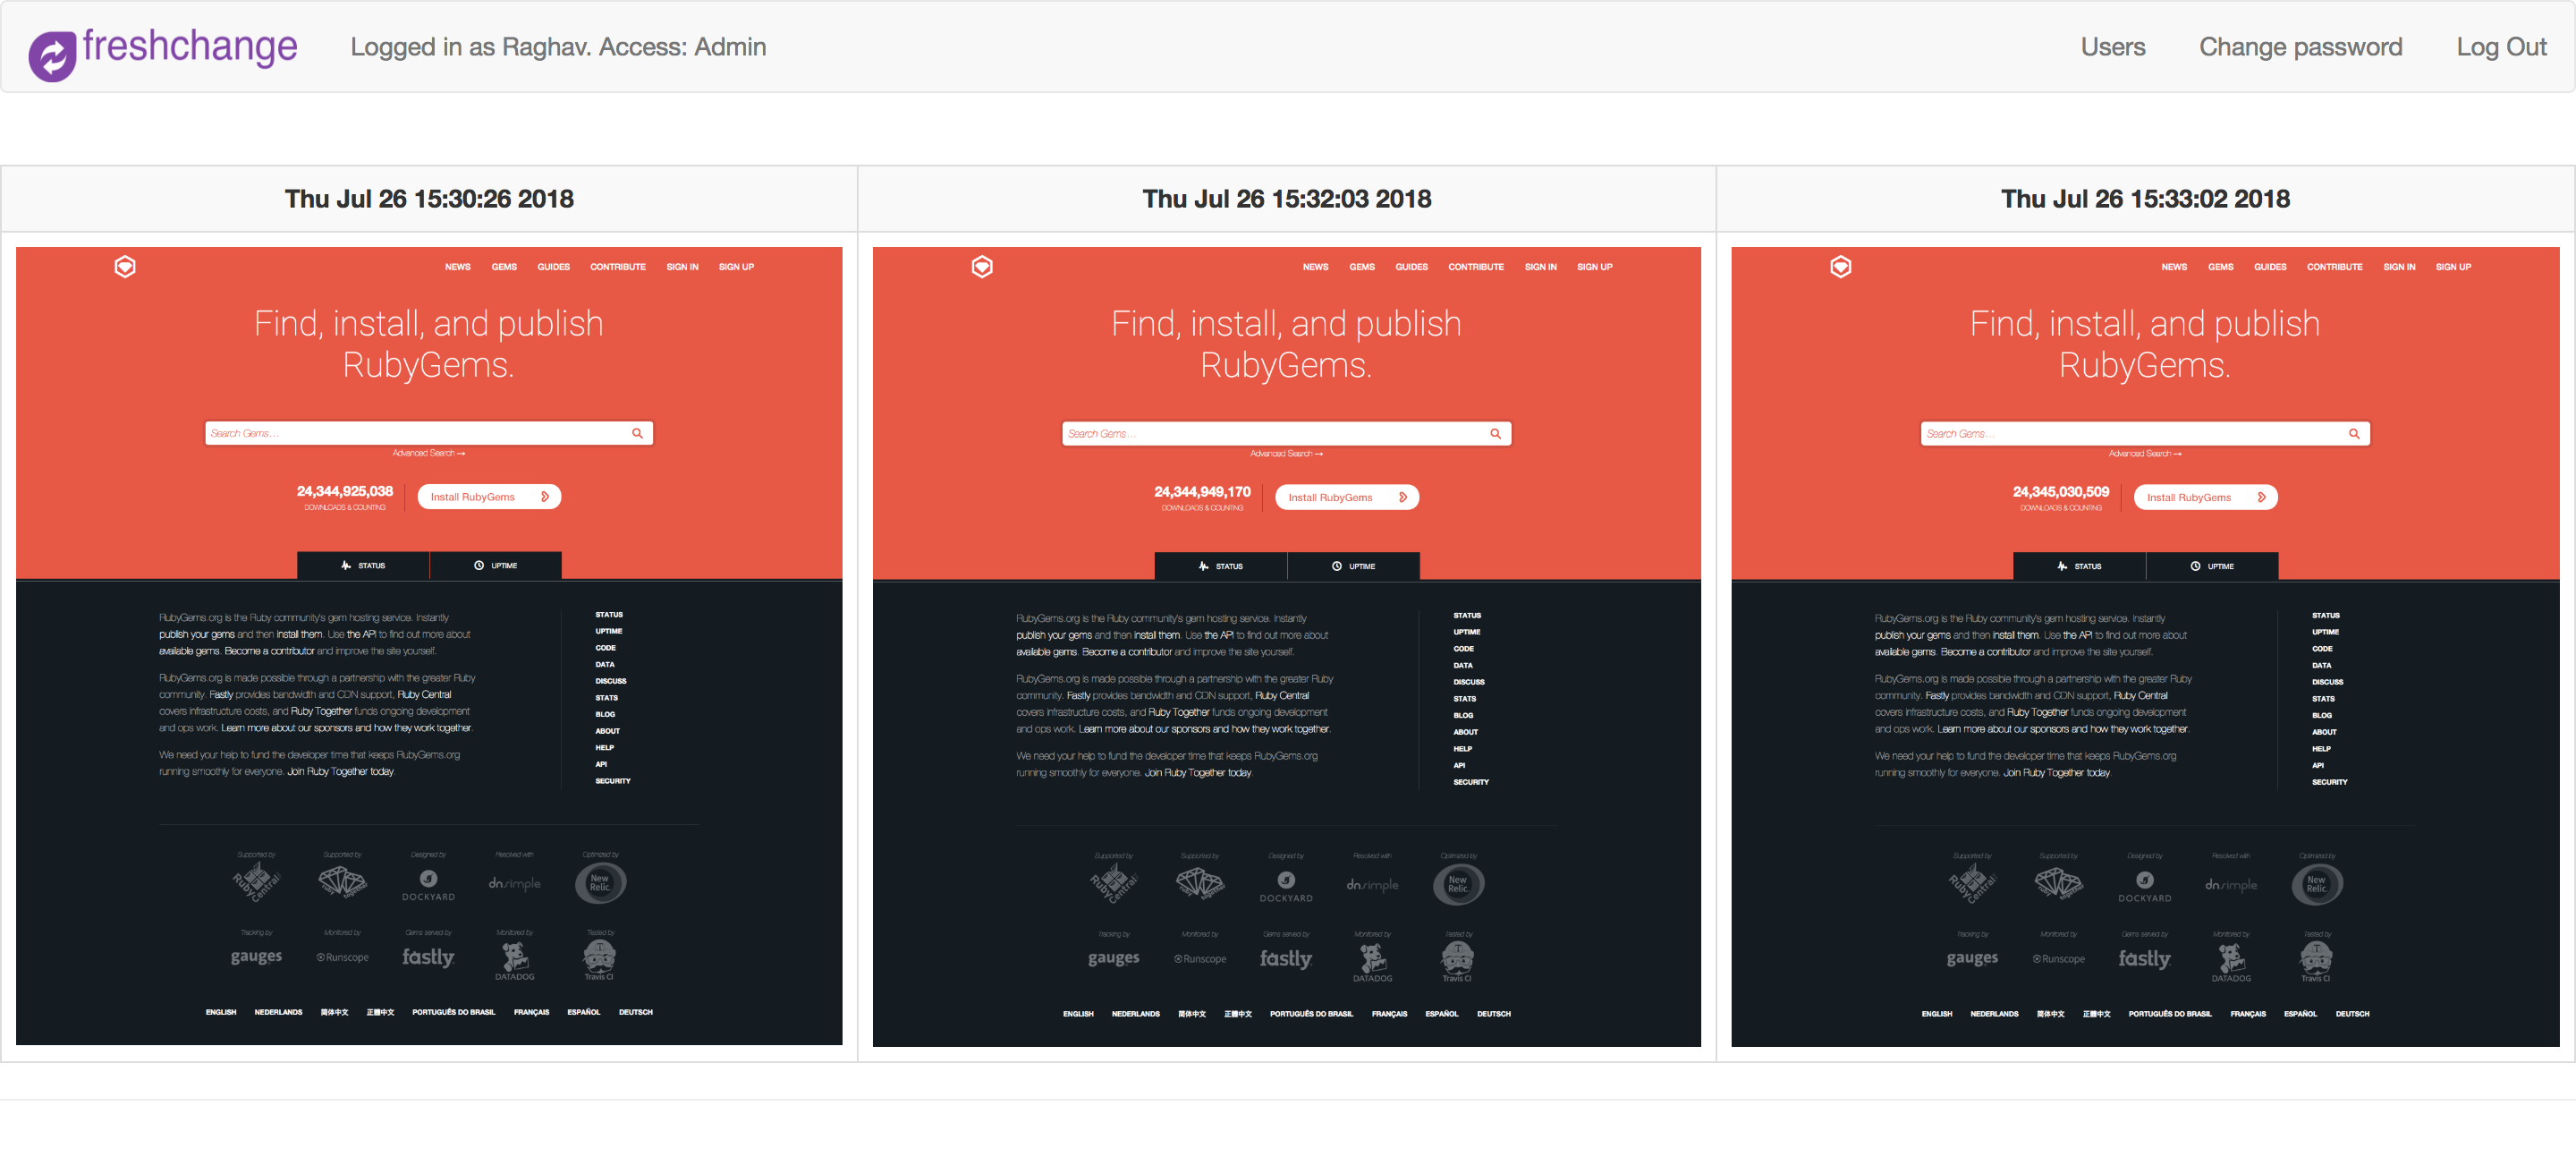 freshchange
Logged in as Raghav. Access: Admin
Users
Change password
Log Out
Thu Jul 26 15:30:26 2018
NEWS GEMS GUIDES CONTRIBUTE SIGN IN SIGN UP
Find, install, and publish
RubyGems.
Search Gems…
Advanced Search →
24,344,925,038
DOWNLOADS & COUNTING
Install RubyGems
STATUS
UPTIME
RubyGems.org is the Ruby community's gem hosting service. Instantly
publish your gems and then install them. Use the API to find out more about
available gems. Become a contributor and improve the site yourself.
RubyGems.org is made possible through a partnership with the greater Ruby
community. Fastly provides bandwidth and CDN support, Ruby Central
covers infrastructure costs, and Ruby Together funds ongoing development
and ops work. Learn more about our sponsors and how they work together.
We need your help to fund the developer time that keeps RubyGems.org
running smoothly for everyone. Join Ruby Together today.
STATUS
UPTIME
CODE
DATA
DISCUSS
STATS
BLOG
ABOUT
HELP
API
SECURITY
Supported by
RubyCentral
Supported by
Designed by
DOCKYARD
Resolved with
dnsimple
Optimized by
New
Relic.
Tracking by
gauges
Monitored by
Runscope
Gems served by
fastly
Monitored by
DATADOG
Tested by
Travis CI
ENGLISH NEDERLANDS 简体中文 正體中文 PORTUGUÊS DO BRASIL FRANÇAIS ESPAÑOL DEUTSCH
Thu Jul 26 15:32:03 2018
NEWS GEMS GUIDES CONTRIBUTE SIGN IN SIGN UP
Find, install, and publish
RubyGems.
Search Gems…
Advanced Search →
24,344,949,170
DOWNLOADS & COUNTING
Install RubyGems
STATUS
UPTIME
RubyGems.org is the Ruby community's gem hosting service. Instantly
publish your gems and then install them. Use the API to find out more about
available gems. Become a contributor and improve the site yourself.
RubyGems.org is made possible through a partnership with the greater Ruby
community. Fastly provides bandwidth and CDN support, Ruby Central
covers infrastructure costs, and Ruby Together funds ongoing development
and ops work. Learn more about our sponsors and how they work together.
We need your help to fund the developer time that keeps RubyGems.org
running smoothly for everyone. Join Ruby Together today.
STATUS
UPTIME
CODE
DATA
DISCUSS
STATS
BLOG
ABOUT
HELP
API
SECURITY
Supported by
RubyCentral
Supported by
Designed by
DOCKYARD
Resolved with
dnsimple
Optimized by
New
Relic.
Tracking by
gauges
Monitored by
Runscope
Gems served by
fastly
Monitored by
DATADOG
Tested by
Travis CI
ENGLISH NEDERLANDS 简体中文 正體中文 PORTUGUÊS DO BRASIL FRANÇAIS ESPAÑOL DEUTSCH
Thu Jul 26 15:33:02 2018
NEWS GEMS GUIDES CONTRIBUTE SIGN IN SIGN UP
Find, install, and publish
RubyGems.
Search Gems…
Advanced Search →
24,345,030,509
DOWNLOADS & COUNTING
Install RubyGems
STATUS
UPTIME
RubyGems.org is the Ruby community's gem hosting service. Instantly
publish your gems and then install them. Use the API to find out more about
available gems. Become a contributor and improve the site yourself.
RubyGems.org is made possible through a partnership with the greater Ruby
community. Fastly provides bandwidth and CDN support, Ruby Central
covers infrastructure costs, and Ruby Together funds ongoing development
and ops work. Learn more about our sponsors and how they work together.
We need your help to fund the developer time that keeps RubyGems.org
running smoothly for everyone. Join Ruby Together today.
STATUS
UPTIME
CODE
DATA
DISCUSS
STATS
BLOG
ABOUT
HELP
API
SECURITY
Supported by
RubyCentral
Supported by
Designed by
DOCKYARD
Resolved with
dnsimple
Optimized by
New
Relic.
Tracking by
gauges
Monitored by
Runscope
Gems served by
fastly
Monitored by
DATADOG
Tested by
Travis CI
ENGLISH NEDERLANDS 简体中文 正體中文 PORTUGUÊS DO BRASIL FRANÇAIS ESPAÑOL DEUTSCH